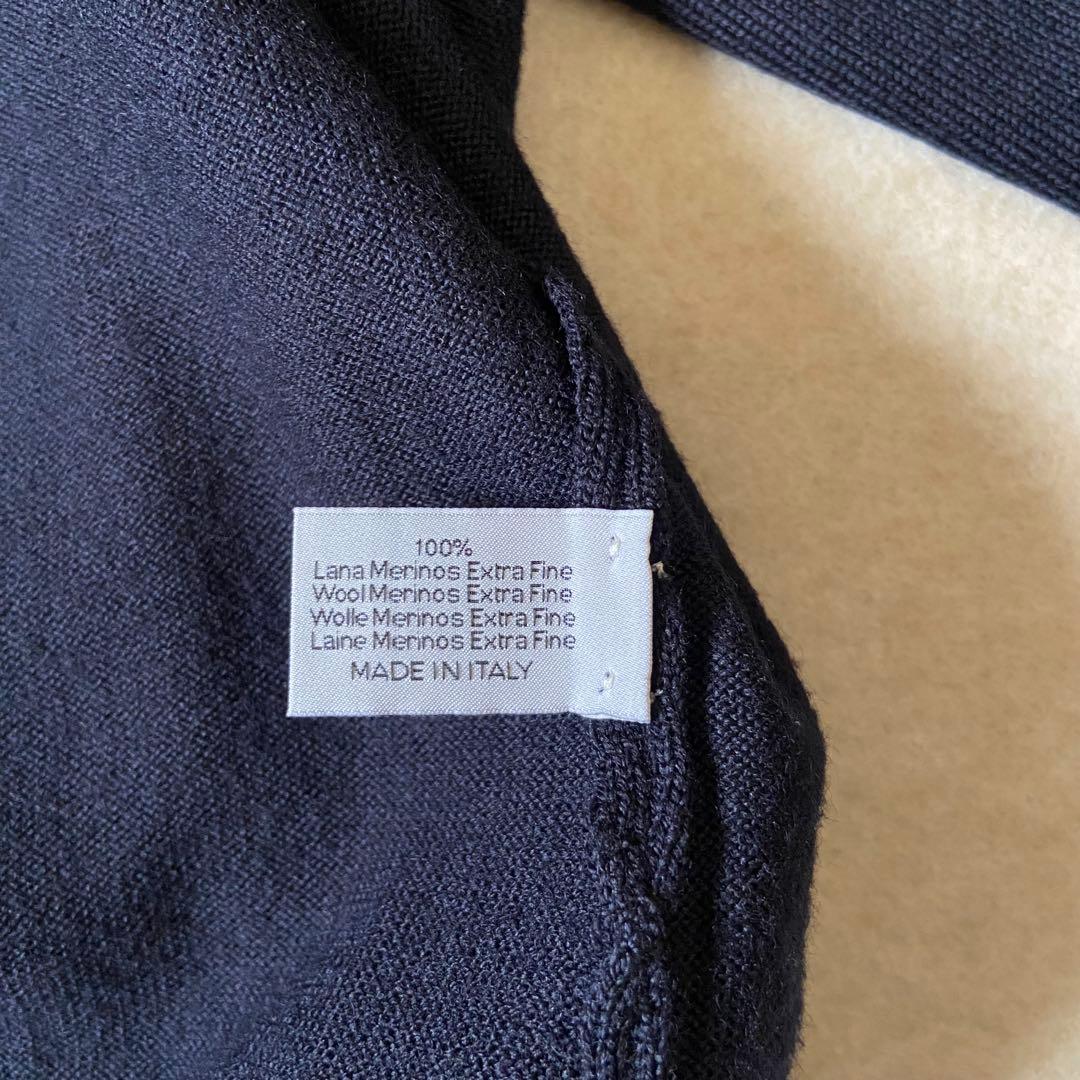 100%
Lana Merinos Extra Fine
Wool Merinos Extra Fine
Wolle Merinos Extra Fine
Laine Merinos Extra Fine
MADE IN ITALY